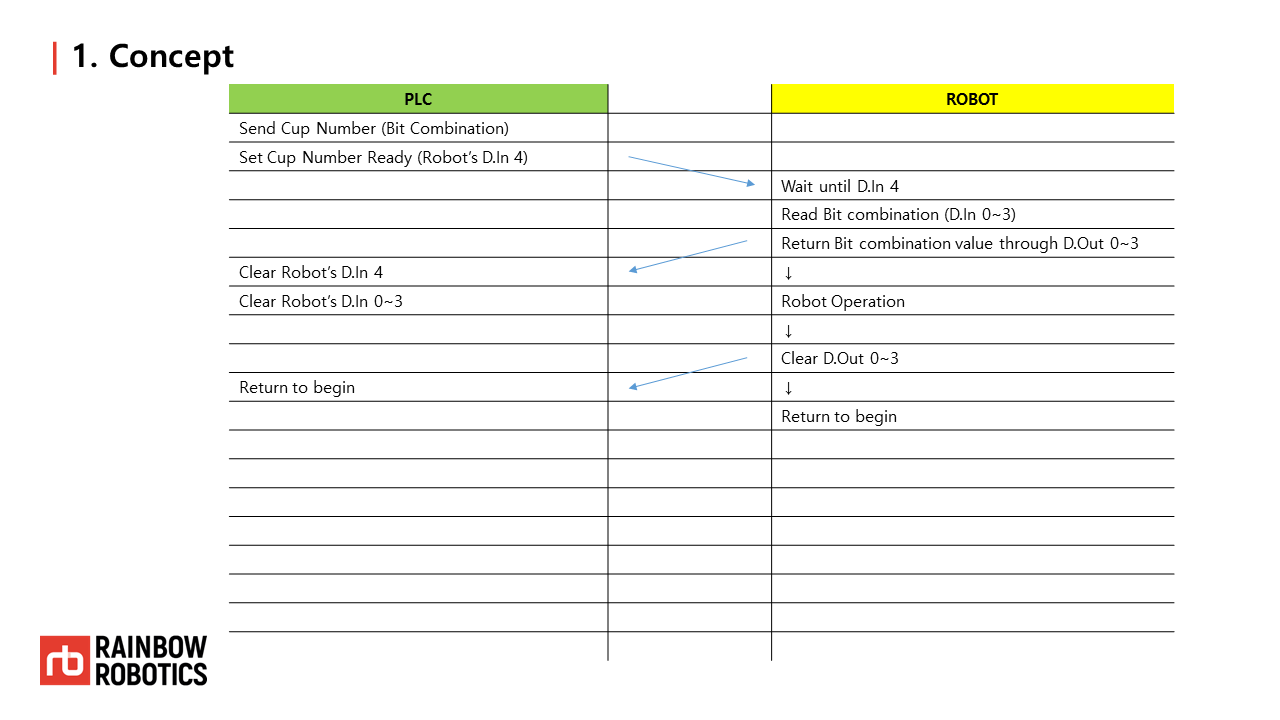 1. Concept
PLC ROBOT
Send Cup Number (Bit Combination)
Set Cup Number Ready (Robot’s D.In 4)
Wait until D.In 4
Read Bit combination (D.In 0~3)
Return Bit combination value through D.Out 0~3
Clear Robot’s D.In 4 ↓
Clear Robot’s D.In 0~3 Robot Operation
↓
Clear D.Out 0~3
Return to begin ↓
Return to begin
rb RAINBOW
ROBOTICS